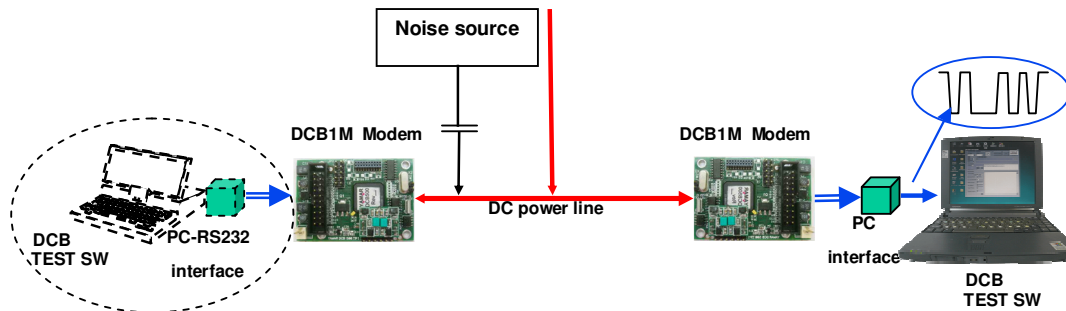 Noise source
DCB1M Modem
DCB1M Modem
DC power line
PC-RS232
interface
DCB
TEST SW
PC
interface
DCB
TEST SW